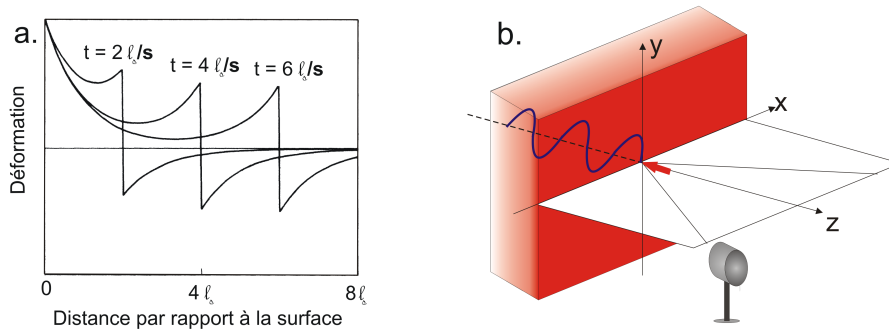 a.
t = 2 ℓₛ/s t = 4 ℓₛ/s t = 6 ℓₛ/s
Déformation
0 4 ℓₛ 8 ℓₛ
Distance par rapport à la surface
b.
y
x
z